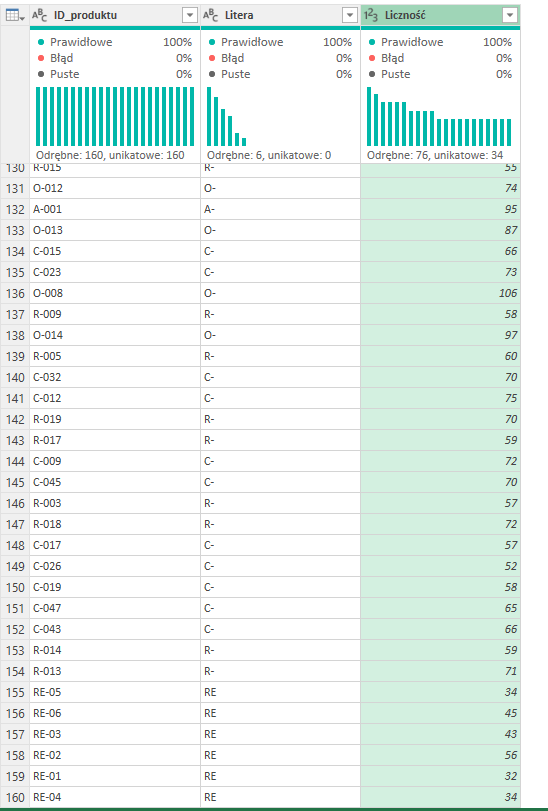 ID_produktu Litera Liczność
Prawidłowe 100% Prawidłowe 100% Prawidłowe 100%
Błąd 0% Błąd 0% Błąd 0%
Puste 0% Puste 0% Puste 0%
Odrębne: 160, unikatowe: 160 Odrębne: 6, unikatowe: 0 Odrębne: 76, unikatowe: 34
130 R-015 R- 55
131 O-012 O- 74
132 A-001 A- 95
133 O-013 O- 87
134 C-015 C- 66
135 C-023 C- 73
136 O-008 O- 106
137 R-009 R- 58
138 O-014 O- 97
139 R-005 R- 60
140 C-032 C- 70
141 C-012 C- 75
142 R-019 R- 70
143 R-017 R- 59
144 C-009 C- 72
145 C-045 C- 70
146 R-003 R- 57
147 R-018 R- 72
148 C-017 C- 57
149 C-026 C- 52
150 C-019 C- 58
151 C-047 C- 65
152 C-043 C- 66
153 R-014 R- 59
154 R-013 R- 71
155 RE-05 RE 34
156 RE-06 RE 45
157 RE-03 RE 43
158 RE-02 RE 56
159 RE-01 RE 32
160 RE-04 RE 34